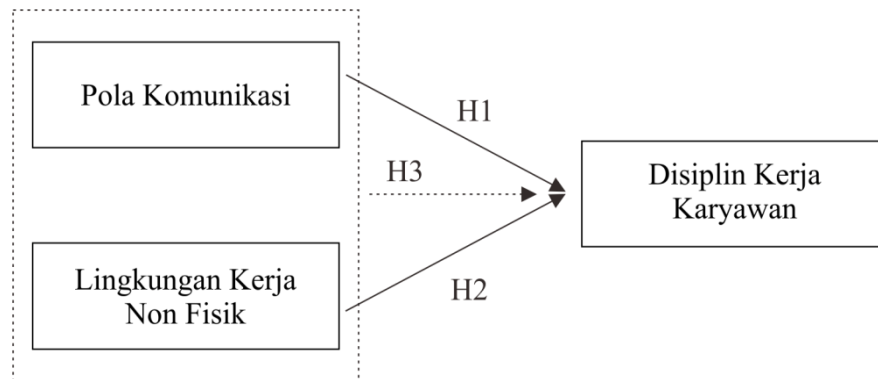 Pola Komunikasi
H1
H3
Disiplin Kerja
Karyawan
Lingkungan Kerja
Non Fisik
H2